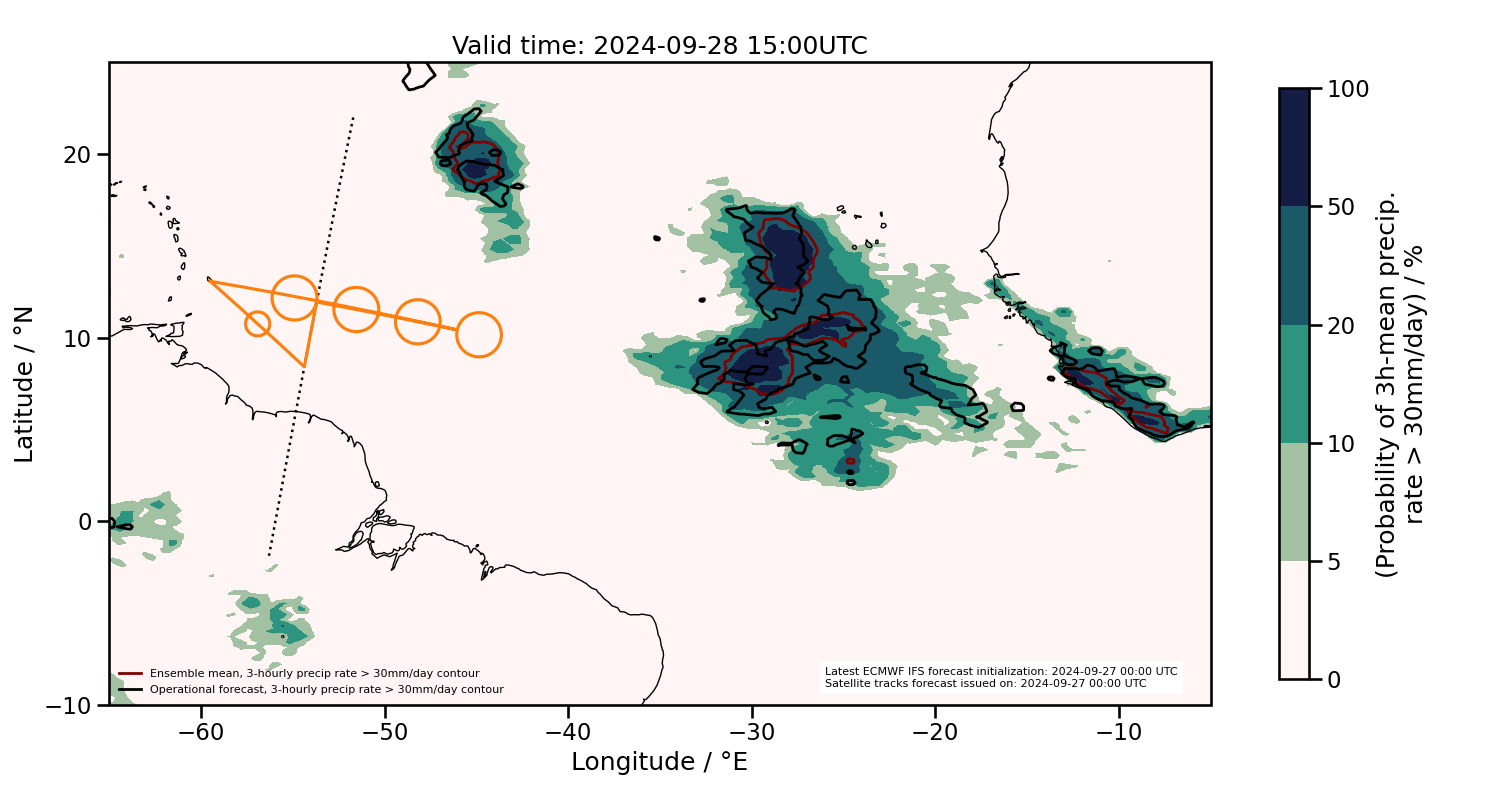 Valid time: 2024-09-28 15:00UTC
20
10
0
−10
Latitude / °N
−60
−50
−40
−30
−20
−10
Longitude / °E
Ensemble mean, 3-hourly precip rate > 30mm/day contour
Operational forecast, 3-hourly precip rate > 30mm/day contour
Latest ECMWF IFS forecast initialization: 2024-09-27 00:00 UTC
Satellite tracks forecast issued on: 2024-09-27 00:00 UTC
100
50
20
10
5
0
(Probability of 3h-mean precip.
rate > 30mm/day) / %